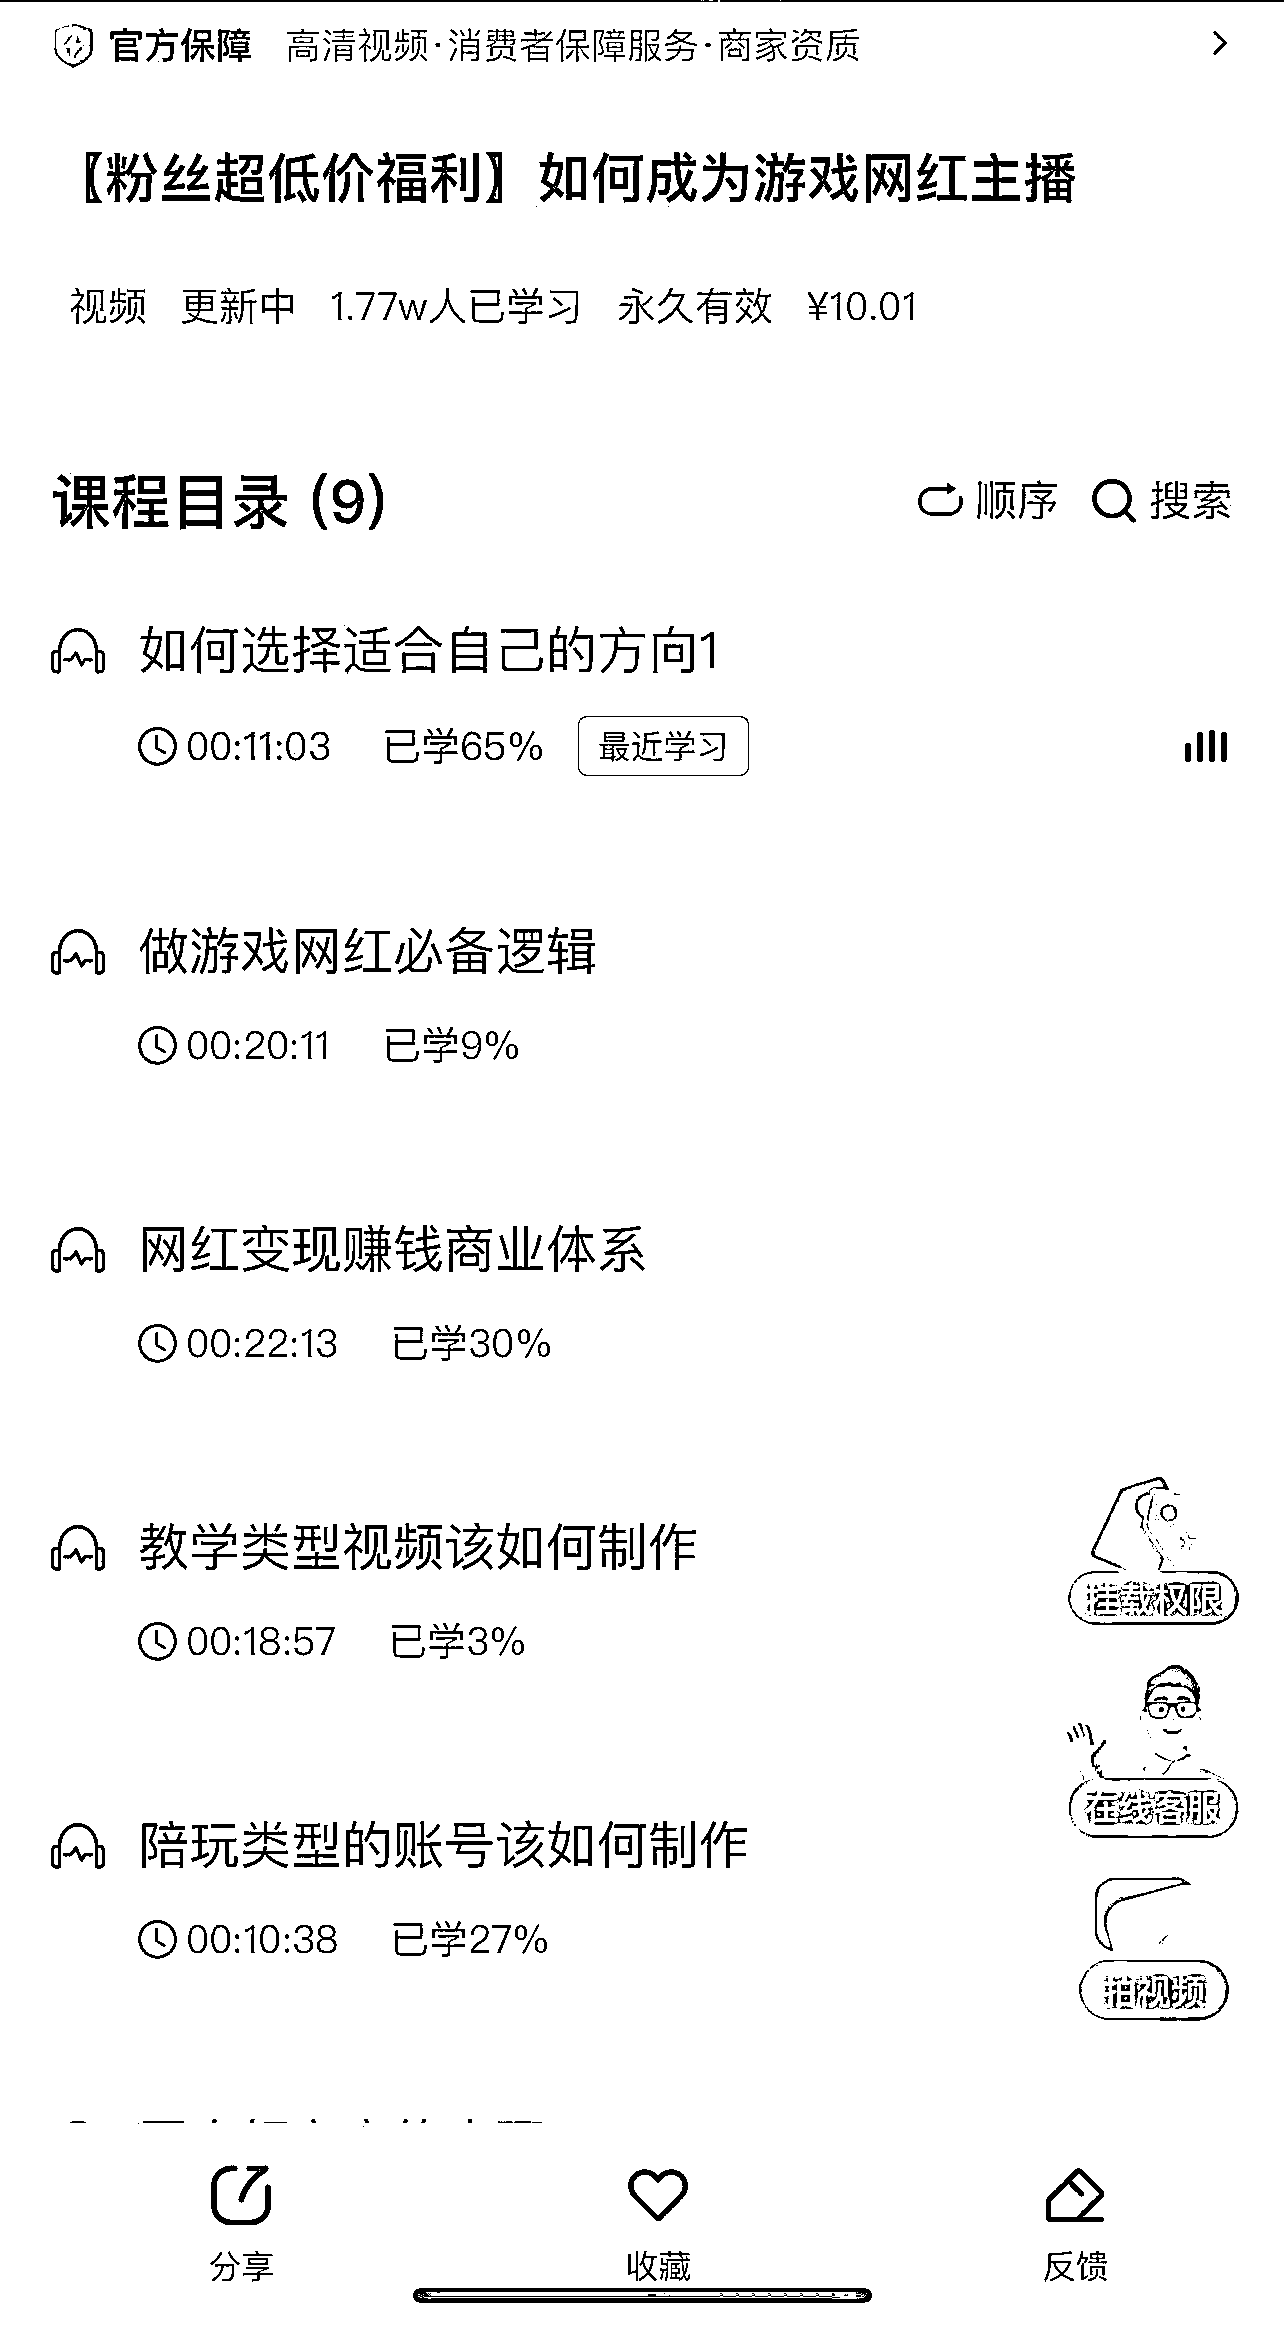 官方保障 高清视频·消费者保障服务·商家资质
【粉丝超低价福利】如何成为游戏网红主播
视频 更新中 1.77w人已学习 永久有效 ¥10.01
课程目录 (9) 顺序 搜索
如何选择适合自己的方向1
00:11:03 已学65% 最近学习
做游戏网红必备逻辑
00:20:11 已学9%
网红变现赚钱商业体系
00:22:13 已学30%
教学类型视频该如何制作
挂载权限
00:18:57 已学3%
在线客服
陪玩类型的账号该如何制作
00:10:38 已学27%
拍视频
分享 收藏 反馈